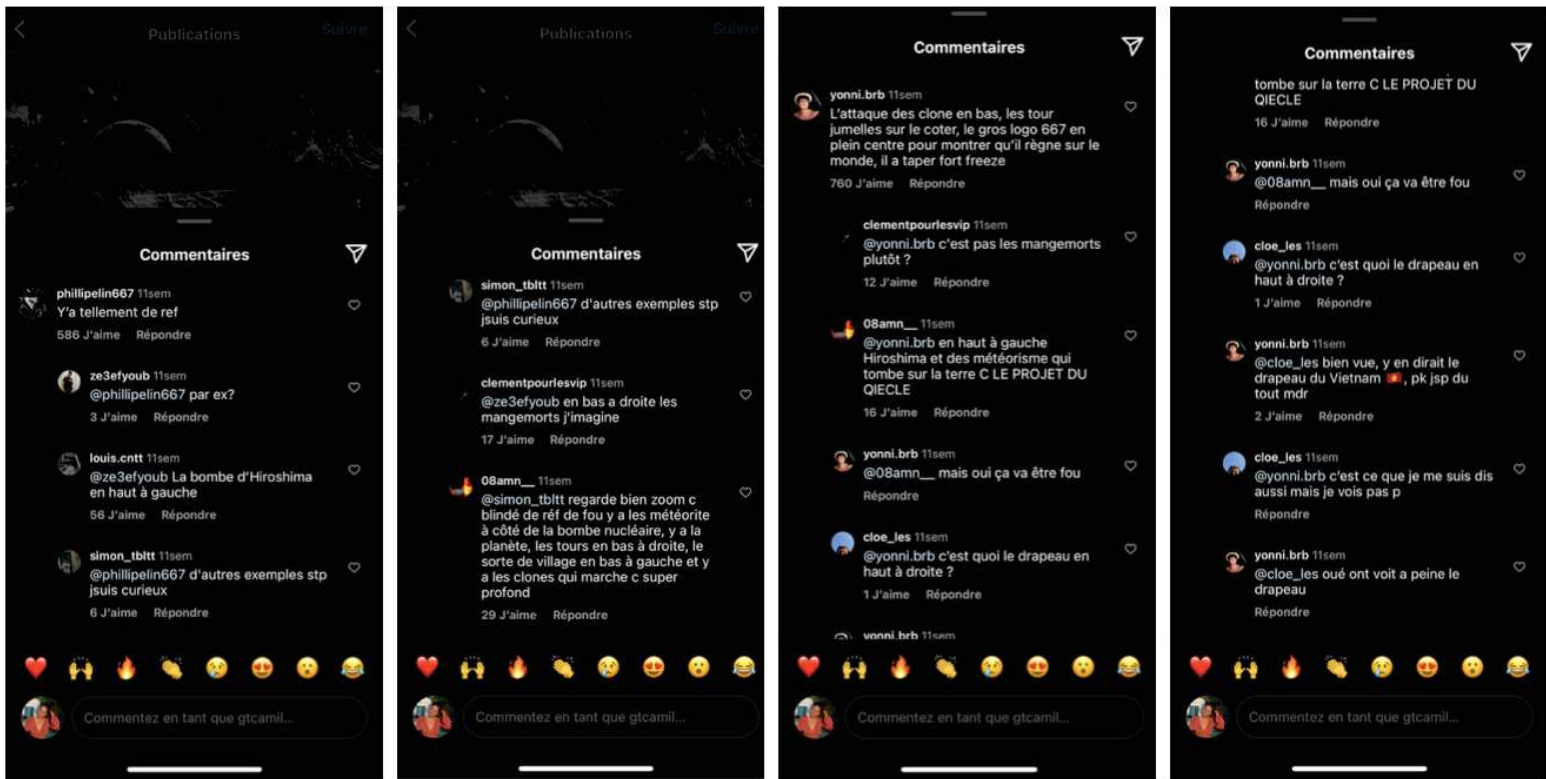 Publications
Suivre
Commentaires
phillipelin667 11sem
Y'a tellement de ref
586 J'aime Répondre
ze3efyoub 11sem
@phillipelin667 par ex?
3 J'aime Répondre
louis.cntt 11sem
@ze3efyoub La bombe d'Hiroshima
en haut à gauche
56 J'aime Répondre
simon_tbltt 11sem
@phillipelin667 d'autres exemples stp
jsuis curieux
6 J'aime Répondre
Commentez en tant que gtcamil...
Publications
Suivre
Commentaires
simon_tbltt 11sem
@phillipelin667 d'autres exemples stp
jsuis curieux
6 J'aime Répondre
clementpourlesvip 11sem
@ze3efyoub en bas a droite les
mangemorts j'imagine
17 J'aime Répondre
08amn__ 11sem
@simon_tbltt regarde bien zoom c
blindé de réf de fou y a les météorite
à côté de la bombe nucléaire, y a la
planète, les tours en bas à droite, le
sorte de village en bas à gauche et y
a les clones qui marche c super
profond
29 J'aime Répondre
Commentez en tant que gtcamil...
Commentaires
yonni.brb 11sem
L'attaque des clone en bas, les tour
jumelles sur le coter, le gros logo 667 en
plein centre pour montrer qu'il règne sur le
monde, il a taper fort freeze
760 J'aime Répondre
clementpourlesvip 11sem
@yonni.brb c'est pas les mangemorts
plutôt ?
12 J'aime Répondre
08amn__ 11sem
@yonni.brb en haut à gauche
Hiroshima et des météorisme qui
tombe sur la terre C LE PROJET DU
QIECLE
16 J'aime Répondre
yonni.brb 11sem
@08amn__ mais oui ça va être fou
Répondre
cloe_les 11sem
@yonni.brb c'est quoi le drapeau en
haut à droite ?
1 J'aime Répondre
yonni.brb 11sem
Commentez en tant que gtcamil...
Commentaires
tombe sur la terre C LE PROJET DU
QIECLE
16 J'aime Répondre
yonni.brb 11sem
@08amn__ mais oui ça va être fou
Répondre
cloe_les 11sem
@yonni.brb c'est quoi le drapeau en
haut à droite ?
1 J'aime Répondre
yonni.brb 11sem
@cloe_les bien vue, y en dirait le
drapeau du Vietnam 🇻🇳, pk jsp du
tout mdr
2 J'aime Répondre
cloe_les 11sem
@yonni.brb c'est ce que je me suis dis
aussi mais je vois pas p
Répondre
yonni.brb 11sem
@cloe_les oué ont voit a peine le
drapeau
Répondre
Commentez en tant que gtcamil...